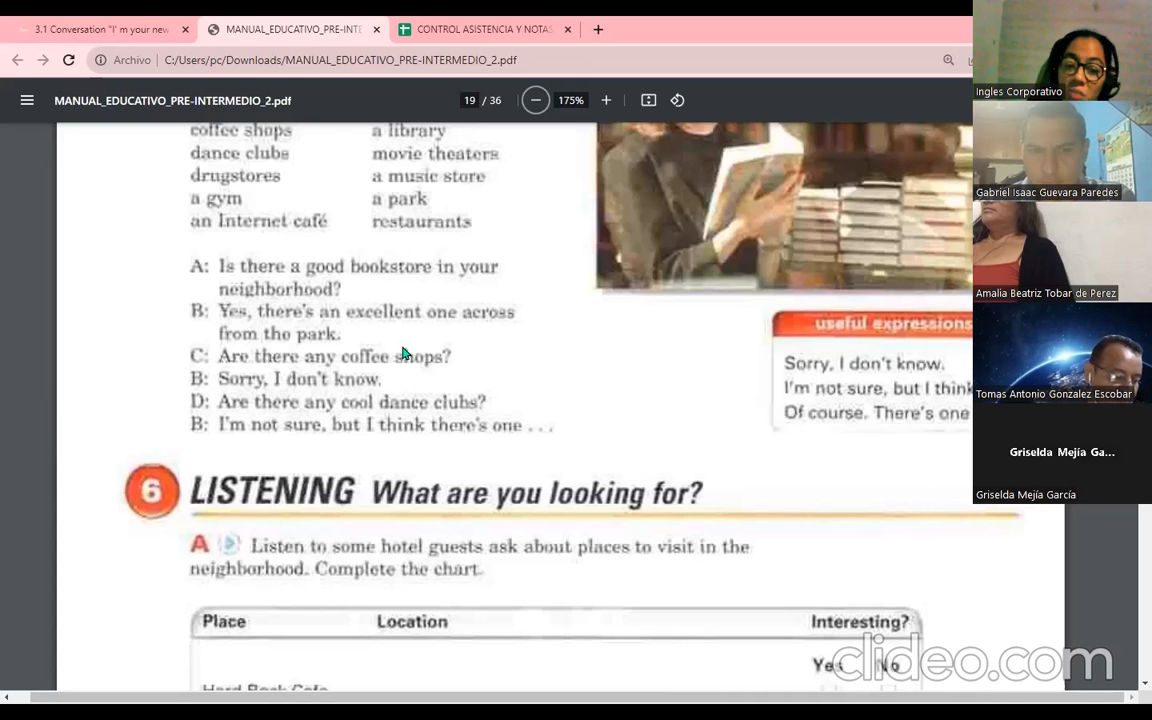 3.1 Conversation "I' m your new
MANUAL_EDUCATIVO_PRE-INTE
CONTROL ASISTENCIA Y NOTAS
Archivo
C:/Users/pc/Downloads/MANUAL_EDUCATIVO_PRE-INTERMEDIO_2.pdf
MANUAL_EDUCATIVO_PRE-INTERMEDIO_2.pdf
19 / 36
175%
coffee shops a library
dance clubs movie theaters
drugstores a music store
a gym a park
an Internet café restaurants
A: Is there a good bookstore in your
neighborhood?
B: Yes, there's an excellent one across
from the park.
C: Are there any coffee shops?
B: Sorry, I don't know.
D: Are there any cool dance clubs?
B: I'm not sure, but I think there's one . . .
useful expressions
Sorry, I don't know.
I'm not sure, but I think
Of course. There's one
6 LISTENING What are you looking for?
A Listen to some hotel guests ask about places to visit in the
neighborhood. Complete the chart.
Place Location Interesting?
Yes No
Hard Rock Cafe
Ingles Corporativo
Gabriel Isaac Guevara Paredes
Amalia Beatriz Tobar de Perez
Tomas Antonio Gonzalez Escobar
Griselda Mejía Ga...
Griselda Mejía García
clideo.com